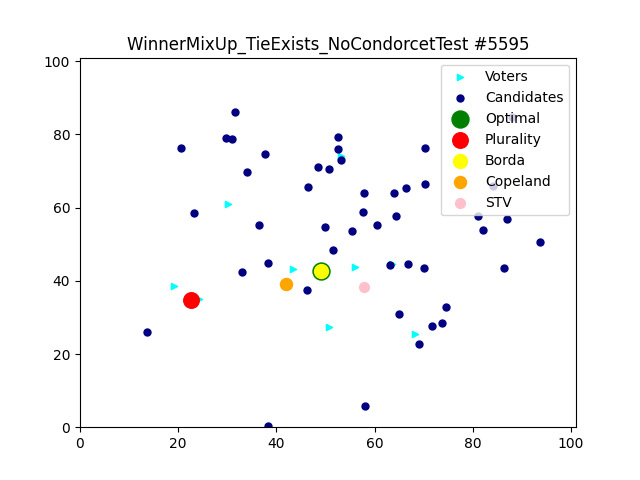 WinnerMixUp_TieExists_NoCondorcetTest #5595
100
80
60
40
20
0
0
20
40
60
80
100
Voters
Candidates
Optimal
Plurality
Borda
Copeland
STV